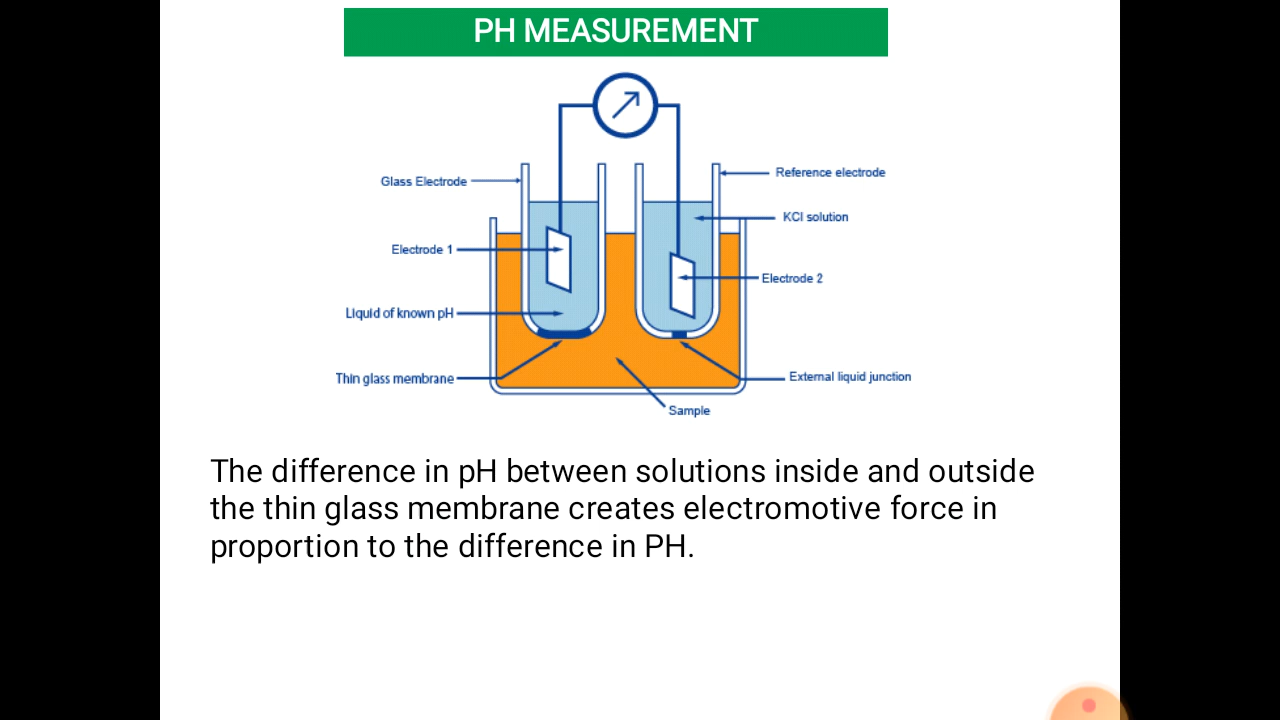 PH MEASUREMENT
Glass Electrode
Reference electrode
KCl solution
Electrode 1
Electrode 2
Liquid of known pH
Thin glass membrane
External liquid junction
Sample
The difference in pH between solutions inside and outside
the thin glass membrane creates electromotive force in
proportion to the difference in PH.